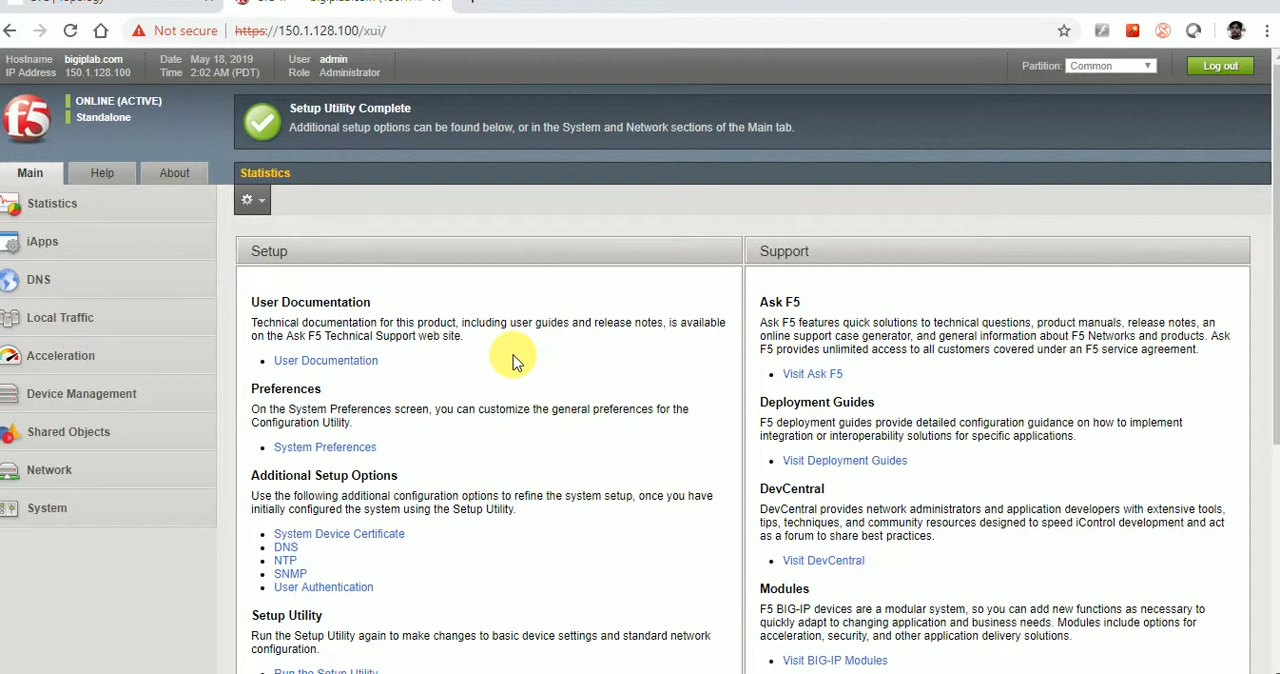 Not secure
https://150.1.128.100/xui/
Hostname bigiplab.com
IP Address 150.1.128.100
Date May 18, 2019
Time 2:02 AM (PDT)
User admin
Role Administrator
Partition: Common
Log out
f5
ONLINE (ACTIVE)
Standalone
Setup Utility Complete
Additional setup options can be found below, or in the System and Network sections of the Main tab.
Main
Help
About
Statistics
Statistics
iApps
DNS
Local Traffic
Acceleration
Device Management
Shared Objects
Network
System
Setup
User Documentation
Technical documentation for this product, including user guides and release notes, is available
on the Ask F5 Technical Support web site.
User Documentation
Preferences
On the System Preferences screen, you can customize the general preferences for the
Configuration Utility.
System Preferences
Additional Setup Options
Use the following additional configuration options to refine the system setup, once you have
initially configured the system using the Setup Utility.
System Device Certificate
DNS
NTP
SNMP
User Authentication
Setup Utility
Run the Setup Utility again to make changes to basic device settings and standard network
configuration.
Run the Setup Utility
Support
Ask F5
Ask F5 features quick solutions to technical questions, product manuals, release notes, an
online support case generator, and general information about F5 Networks and products. Ask
F5 provides unlimited access to all customers covered under an F5 service agreement.
Visit Ask F5
Deployment Guides
F5 deployment guides provide detailed configuration guidance on how to implement
integration or interoperability solutions for specific applications.
Visit Deployment Guides
DevCentral
DevCentral provides network administrators and application developers with extensive tools,
tips, techniques, and community resources designed to speed iControl development and act
as a forum to share best practices.
Visit DevCentral
Modules
F5 BIG-IP devices are a modular system, so you can add new functions as necessary to
quickly adapt to changing application and business needs. Modules include options for
acceleration, security, and other application delivery solutions.
Visit BIG-IP Modules